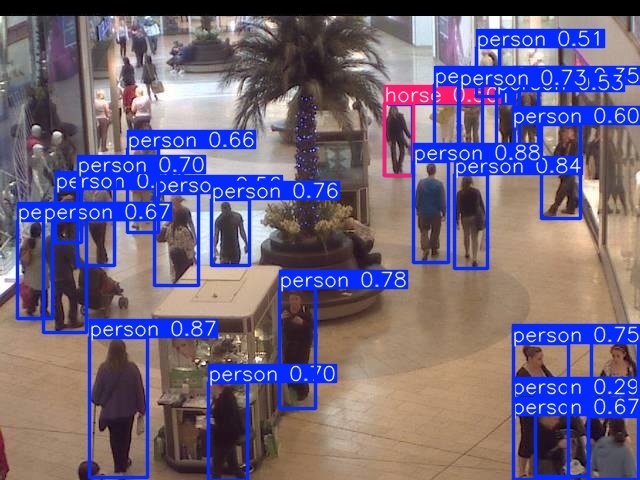 person 0.51
person 0.73
person 0.60
person 0.66
person 0.88
person 0.70
person 0.84
person 0.76
person 0.67
person 0.78
person 0.87
person 0.75
person 0.70
person 0.29
person 0.67